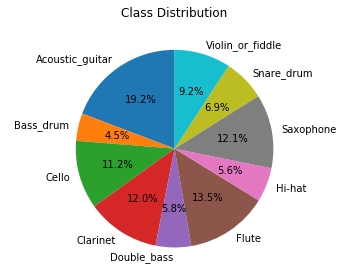 Class Distribution
Acoustic_guitar
19.2%
Bass_drum
4.5%
Cello
11.2%
Clarinet
12.0%
Double_bass
5.8%
Flute
13.5%
Hi-hat
5.6%
Saxophone
12.1%
Snare_drum
6.9%
Violin_or_fiddle
9.2%